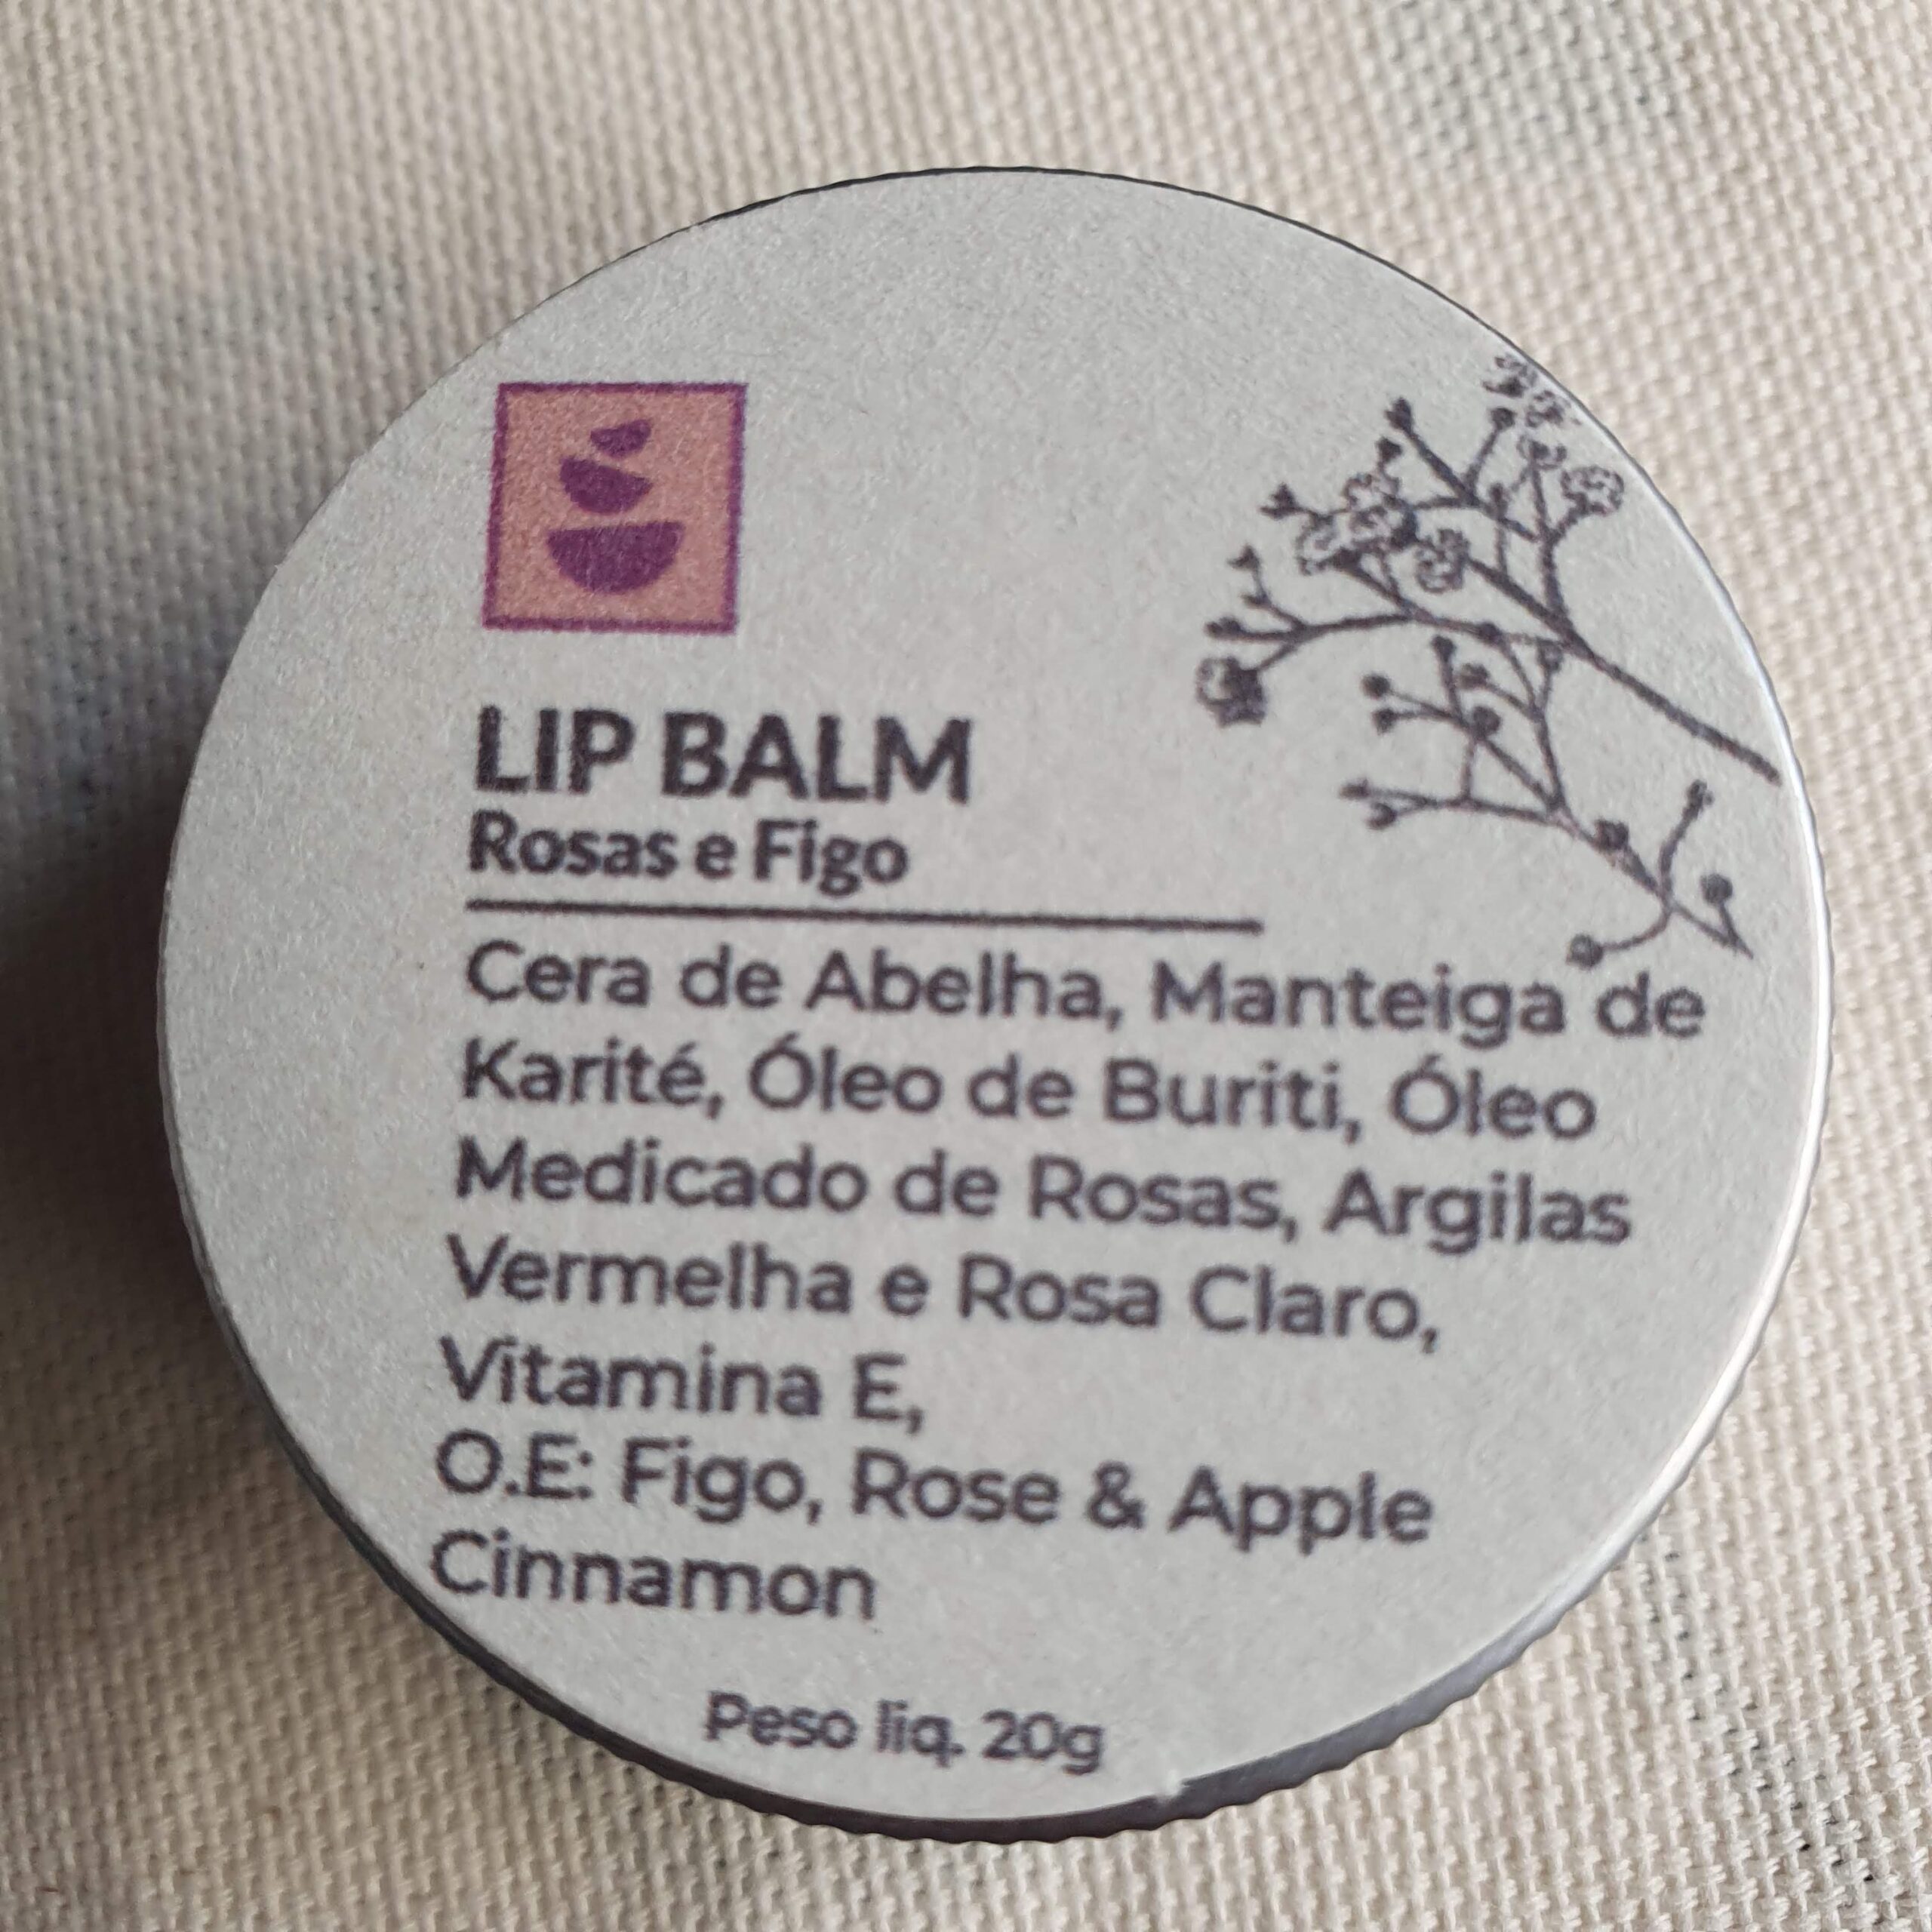 LIP BALM
Rosas e Figo
Cera de Abelha, Manteiga de
Karité, Óleo de Buriti, Óleo
Medicado de Rosas, Argilas
Vermelha e Rosa Claro,
Vitamina E,
O.E: Figo, Rose & Apple
Cinnamon
Peso liq. 20g